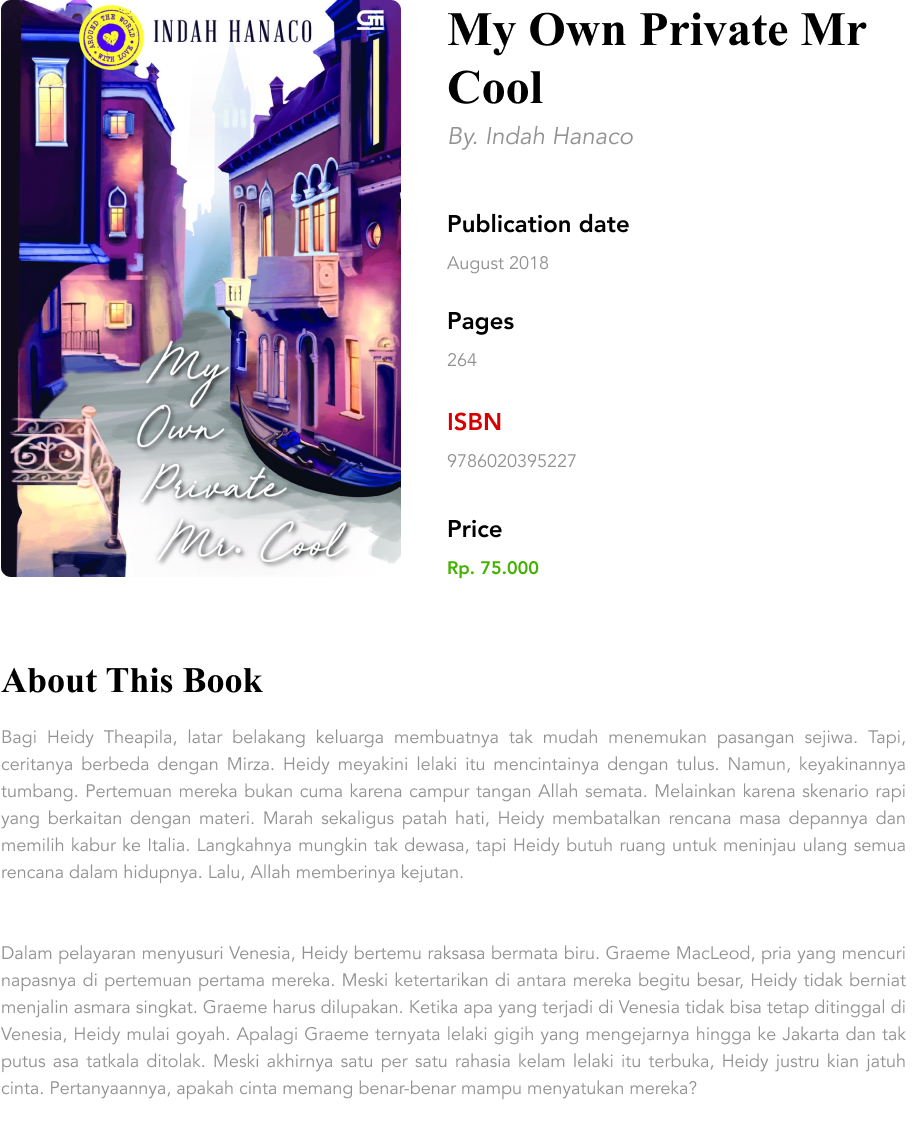 AROUND THE WORLD
WITH LOVE
INDAH HANACO
GM
My
Own
Private
Mr. Cool
My Own Private Mr
Cool
By. Indah Hanaco
Publication date
August 2018
Pages
264
ISBN
9786020395227
Price
Rp. 75.000
About This Book
Bagi Heidy Theapila, latar belakang keluarga membuatnya tak mudah menemukan pasangan sejiwa. Tapi,
ceritanya berbeda dengan Mirza. Heidy meyakini lelaki itu mencintainya dengan tulus. Namun, keyakinannya
tumbang. Pertemuan mereka bukan cuma karena campur tangan Allah semata. Melainkan karena skenario rapi
yang berkaitan dengan materi. Marah sekaligus patah hati, Heidy membatalkan rencana masa depannya dan
memilih kabur ke Italia. Langkahnya mungkin tak dewasa, tapi Heidy butuh ruang untuk meninjau ulang semua
rencana dalam hidupnya. Lalu, Allah memberinya kejutan.
Dalam pelayaran menyusuri Venesia, Heidy bertemu raksasa bermata biru. Graeme MacLeod, pria yang mencuri
napasnya di pertemuan pertama mereka. Meski ketertarikan di antara mereka begitu besar, Heidy tidak berniat
menjalin asmara singkat. Graeme harus dilupakan. Ketika apa yang terjadi di Venesia tidak bisa tetap ditinggal di
Venesia, Heidy mulai goyah. Apalagi Graeme ternyata lelaki gigih yang mengejarnya hingga ke Jakarta dan tak
putus asa tatkala ditolak. Meski akhirnya satu per satu rahasia kelam lelaki itu terbuka, Heidy justru kian jatuh
cinta. Pertanyaannya, apakah cinta memang benar-benar mampu menyatukan mereka?